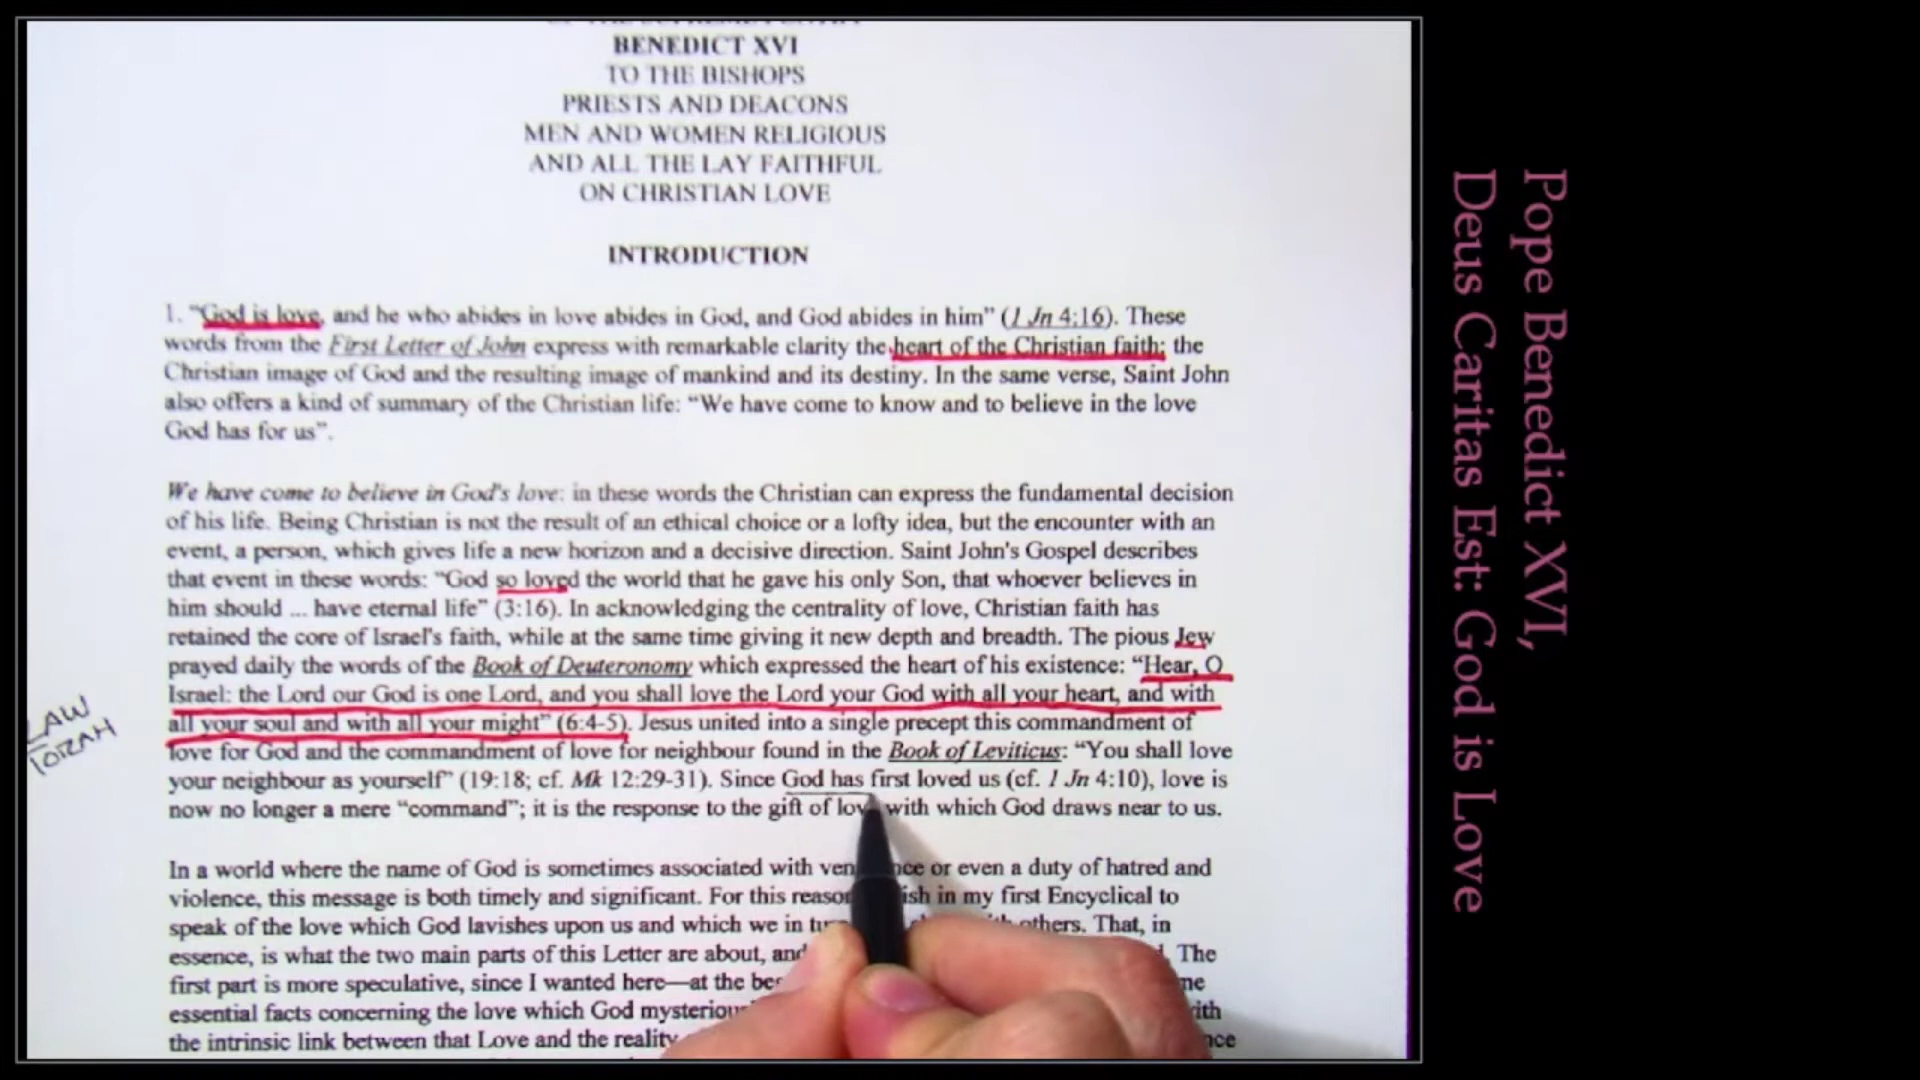 BENEDICT XVI
TO THE BISHOPS
PRIESTS AND DEACONS
MEN AND WOMEN RELIGIOUS
AND ALL THE LAY FAITHFUL
ON CHRISTIAN LOVE
INTRODUCTION
1. “God is love, and he who abides in love abides in God, and God abides in him” (1 Jn 4:16). These
words from the First Letter of John express with remarkable clarity the heart of the Christian faith: the
Christian image of God and the resulting image of mankind and its destiny. In the same verse, Saint John
also offers a kind of summary of the Christian life: “We have come to know and to believe in the love
God has for us”.
We have come to believe in God's love: in these words the Christian can express the fundamental decision
of his life. Being Christian is not the result of an ethical choice or a lofty idea, but the encounter with an
event, a person, which gives life a new horizon and a decisive direction. Saint John's Gospel describes
that event in these words: “God so loved the world that he gave his only Son, that whoever believes in
him should ... have eternal life” (3:16). In acknowledging the centrality of love, Christian faith has
retained the core of Israel's faith, while at the same time giving it new depth and breadth. The pious Jew
prayed daily the words of the Book of Deuteronomy which expressed the heart of his existence: “Hear, O
Israel: the Lord our God is one Lord, and you shall love the Lord your God with all your heart, and with
all your soul and with all your might” (6:4-5). Jesus united into a single precept this commandment of
love for God and the commandment of love for neighbour found in the Book of Leviticus: “You shall love
your neighbour as yourself” (19:18; cf. Mk 12:29-31). Since God has first loved us (cf. 1 Jn 4:10), love is
now no longer a mere “command”; it is the response to the gift of love with which God draws near to us.
In a world where the name of God is sometimes associated with or even a duty of hatred and
violence, this message is both timely and significant. For this reason in my first Encyclical to
speak of the love which God lavishes upon us and which we in others. That, in
essence, is what the two main parts of this Letter are about, and The
first part is more speculative, since I wanted here—at the
essential facts concerning the love which God
the intrinsic link between that Love and the reality
LAW
TORAH
Pope Benedict XVI,
Deus Caritas Est: God is Love